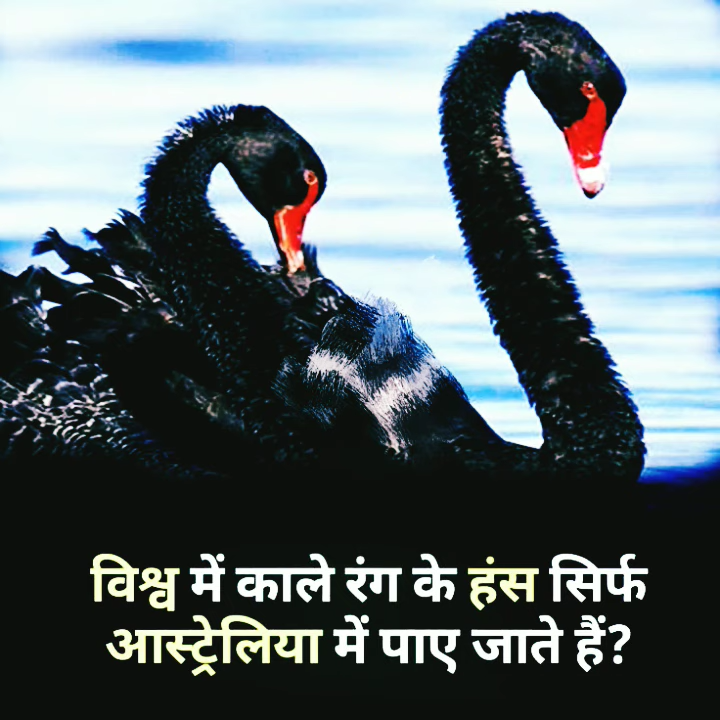 विश्व में काले रंग के हंस सिर्फ
आस्ट्रेलिया में पाए जाते हैं?